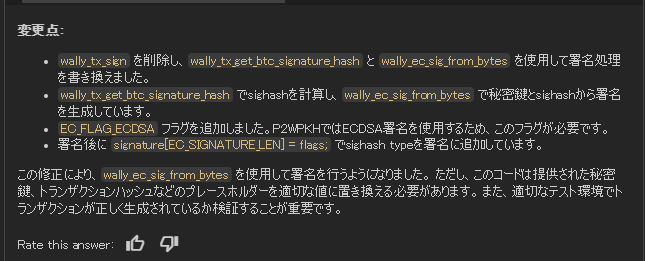 変更点:
• wally_tx_sign を削除し、wally_tx_get_btc_signature_hash と wally_ec_sig_from_bytes を使用して署名処理
を書き換えました。
• wally_tx_get_btc_signature_hash でsighashを計算し、wally_ec_sig_from_bytes で秘密鍵とsighashから署名
を生成しています。
• EC_FLAG_ECDSA フラグを追加しました。P2WPKHではECDSA署名を使用するため、このフラグが必要です。
• 署名後に signature[EC_SIGNATURE_LEN] = flags; でsighash typeを署名に追加しています。
この修正により、wally_ec_sig_from_bytes を使用して署名を行うようになりました。ただし、このコードは提供された秘密
鍵、トランザクションハッシュなどのプレースホルダーを適切な値に置き換える必要があります。また、適切なテスト環境でト
ランザクションが正しく生成されているか検証することが重要です。
Rate this answer: